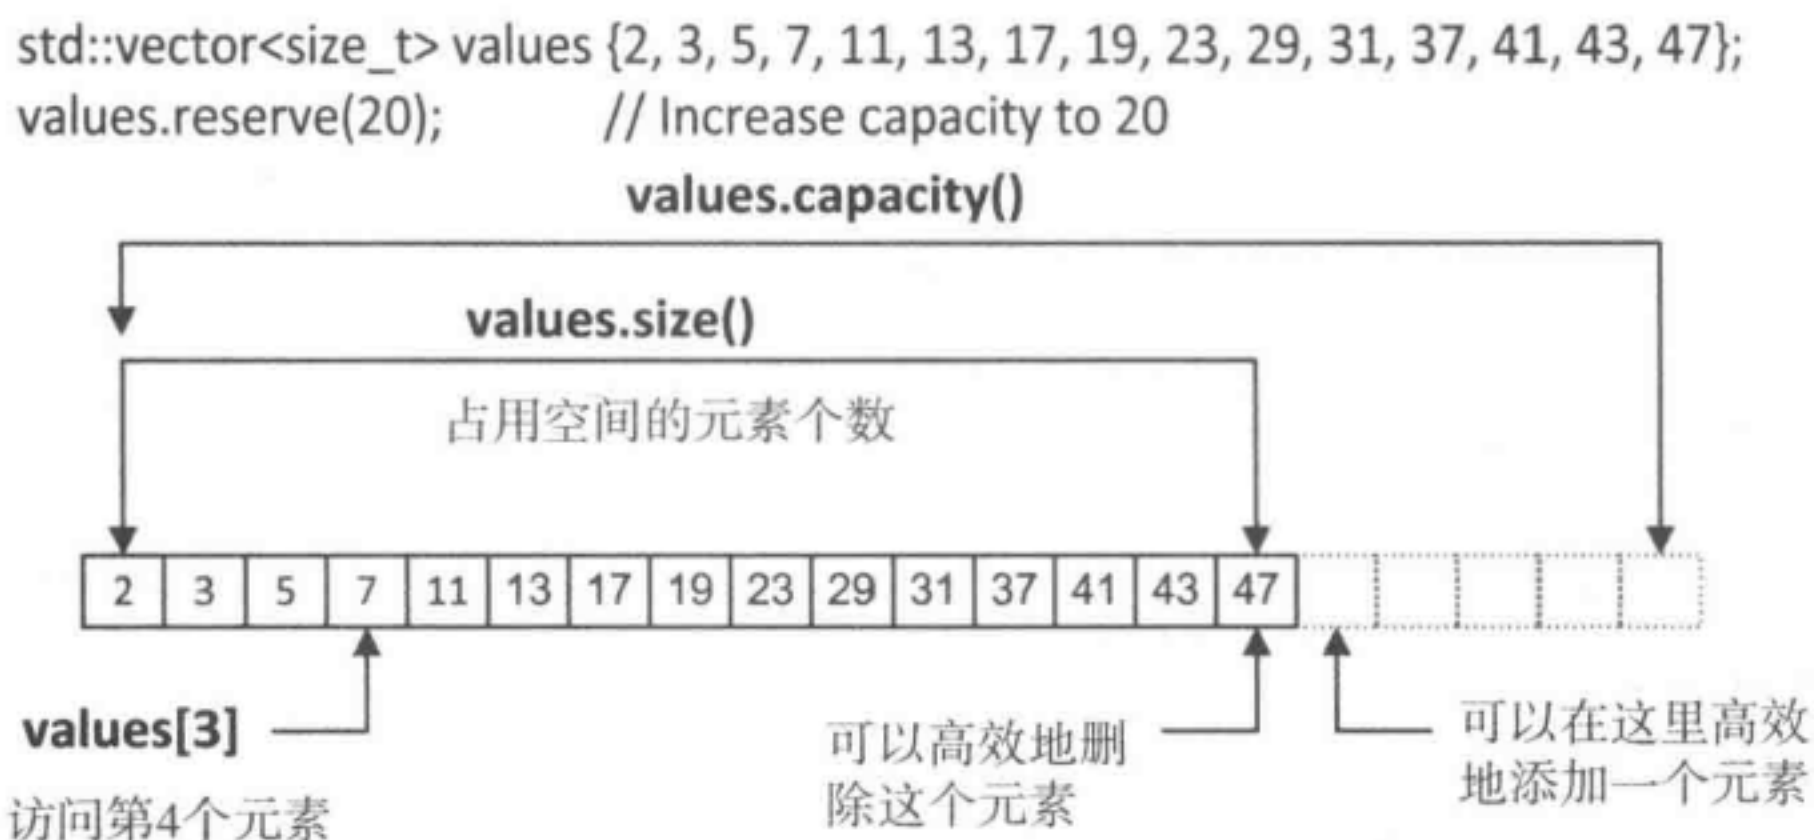 std::vector<size_t> values {2, 3, 5, 7, 11, 13, 17, 19, 23, 29, 31, 37, 41, 43, 47};
values.reserve(20); // Increase capacity to 20
values.capacity()
values.size()
占用空间的元素个数
2 3 5 7 11 13 17 19 23 29 31 37 41 43 47
values[3]
访问第4个元素
可以高效地删
除这个元素
可以在这里高效
地添加一个元素